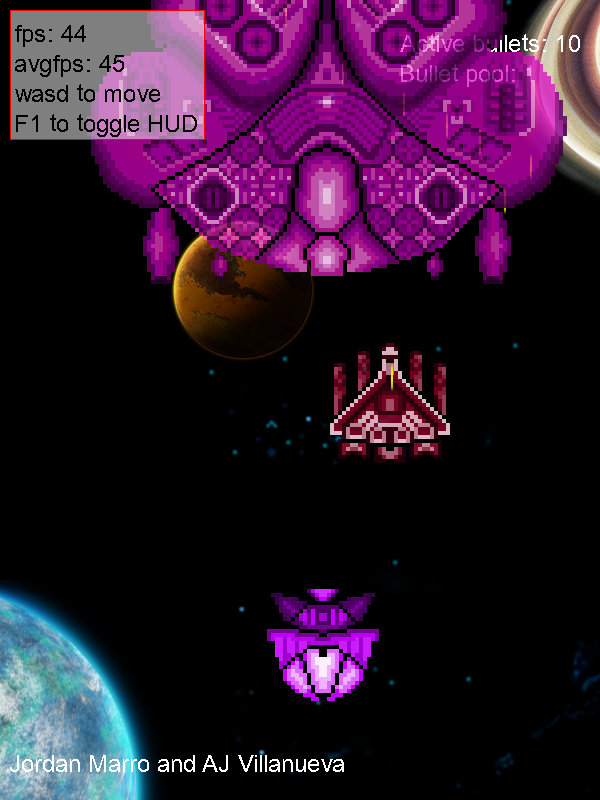 fps: 44
avgfps: 45
wasd to move
F1 to toggle HUD
Active bullets: 10
Bullet pool:
Jordan Marro and AJ Villanueva